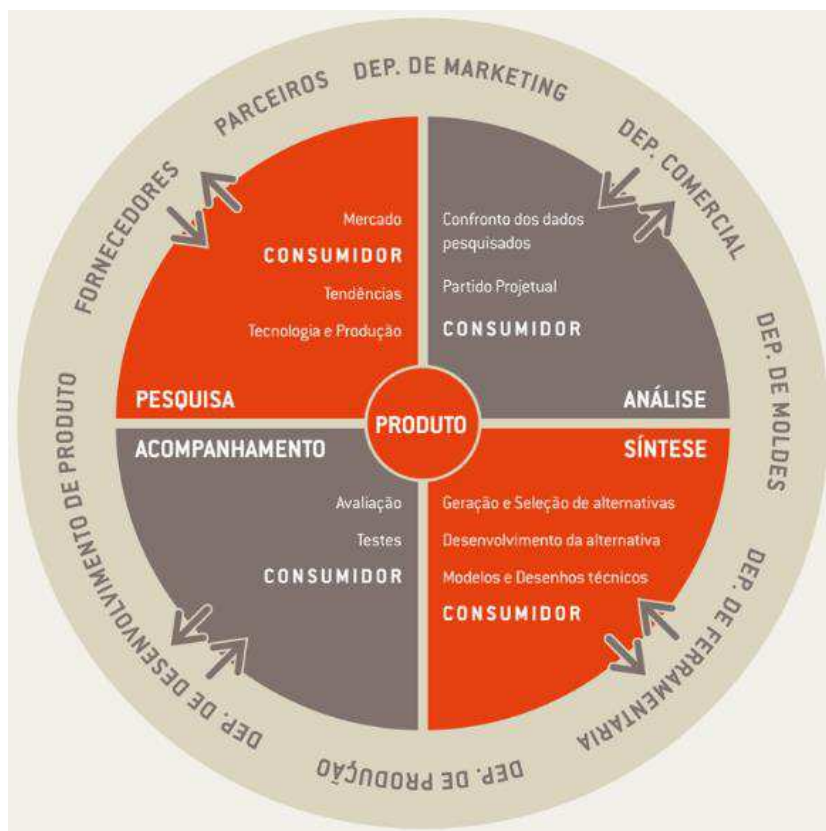 FORNECEDORES
PARCEIROS
DEP. DE MARKETING
DEP. COMERCIAL
DEP. DE MOLDES
DEP. DE FERRAMENTARIA
DEP. DE PRODUÇÃO
DEP. DE DESENVOLVIMENTO DE PRODUTO
Mercado
CONSUMIDOR
Tendências
Tecnologia e Produção
PESQUISA
Confronto dos dados
pesquisados
Partido Projetual
CONSUMIDOR
ANÁLISE
PRODUTO
ACOMPANHAMENTO
Avaliação
Testes
CONSUMIDOR
SÍNTESE
Geração e Seleção de alternativas
Desenvolvimento da alternativa
Modelos e Desenhos técnicos
CONSUMIDOR